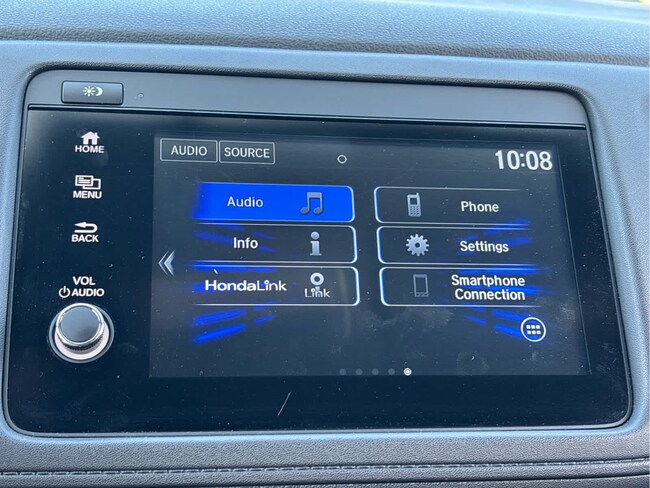 AUDIO SOURCE
10:08
HOME
MENU
BACK
VOL
AUDIO
Audio
Phone
Info
Settings
HondaLink
Link
Smartphone
Connection